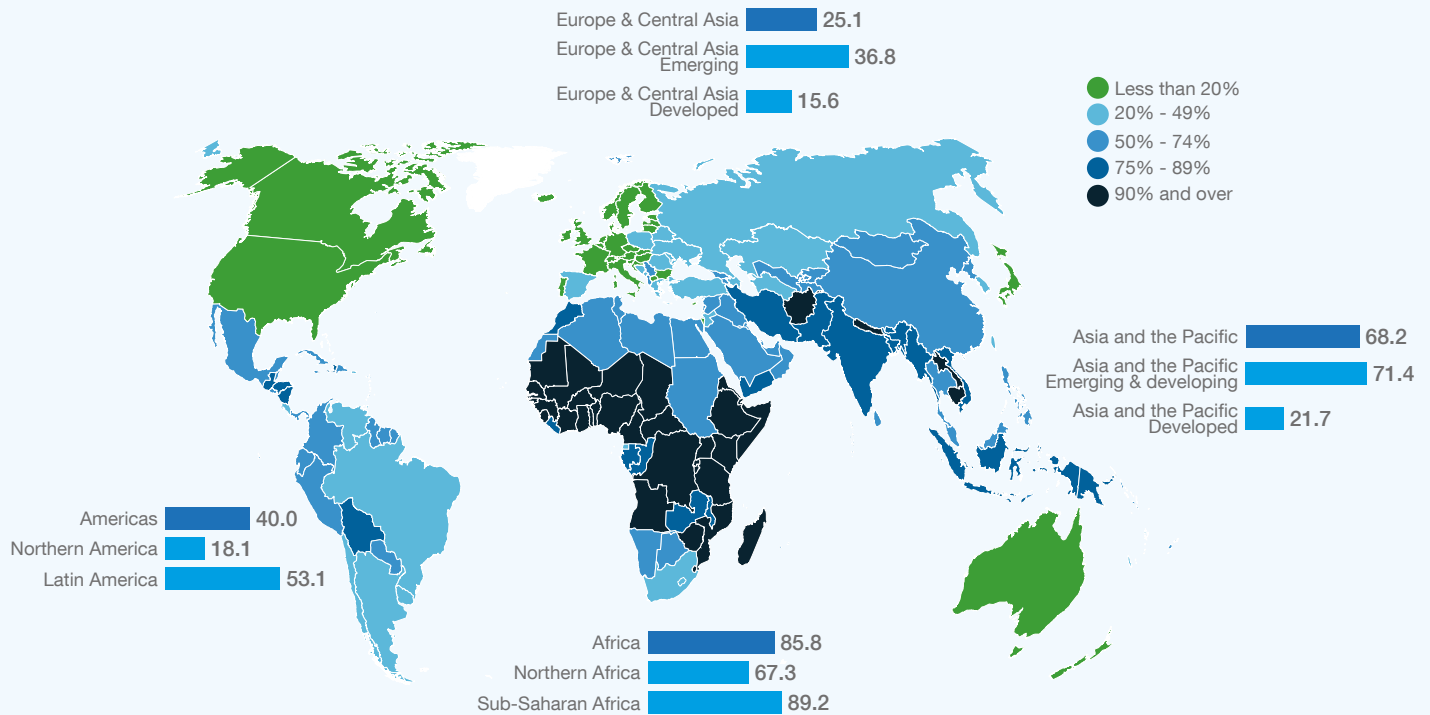 Europe & Central Asia 25.1
Europe & Central Asia
Emerging 36.8
Europe & Central Asia
Developed 15.6
Less than 20%
20% - 49%
50% - 74%
75% - 89%
90% and over
Asia and the Pacific 68.2
Asia and the Pacific
Emerging & developing 71.4
Asia and the Pacific
Developed 21.7
Americas 40.0
Northern America 18.1
Latin America 53.1
Africa 85.8
Northern Africa 67.3
Sub-Saharan Africa 89.2